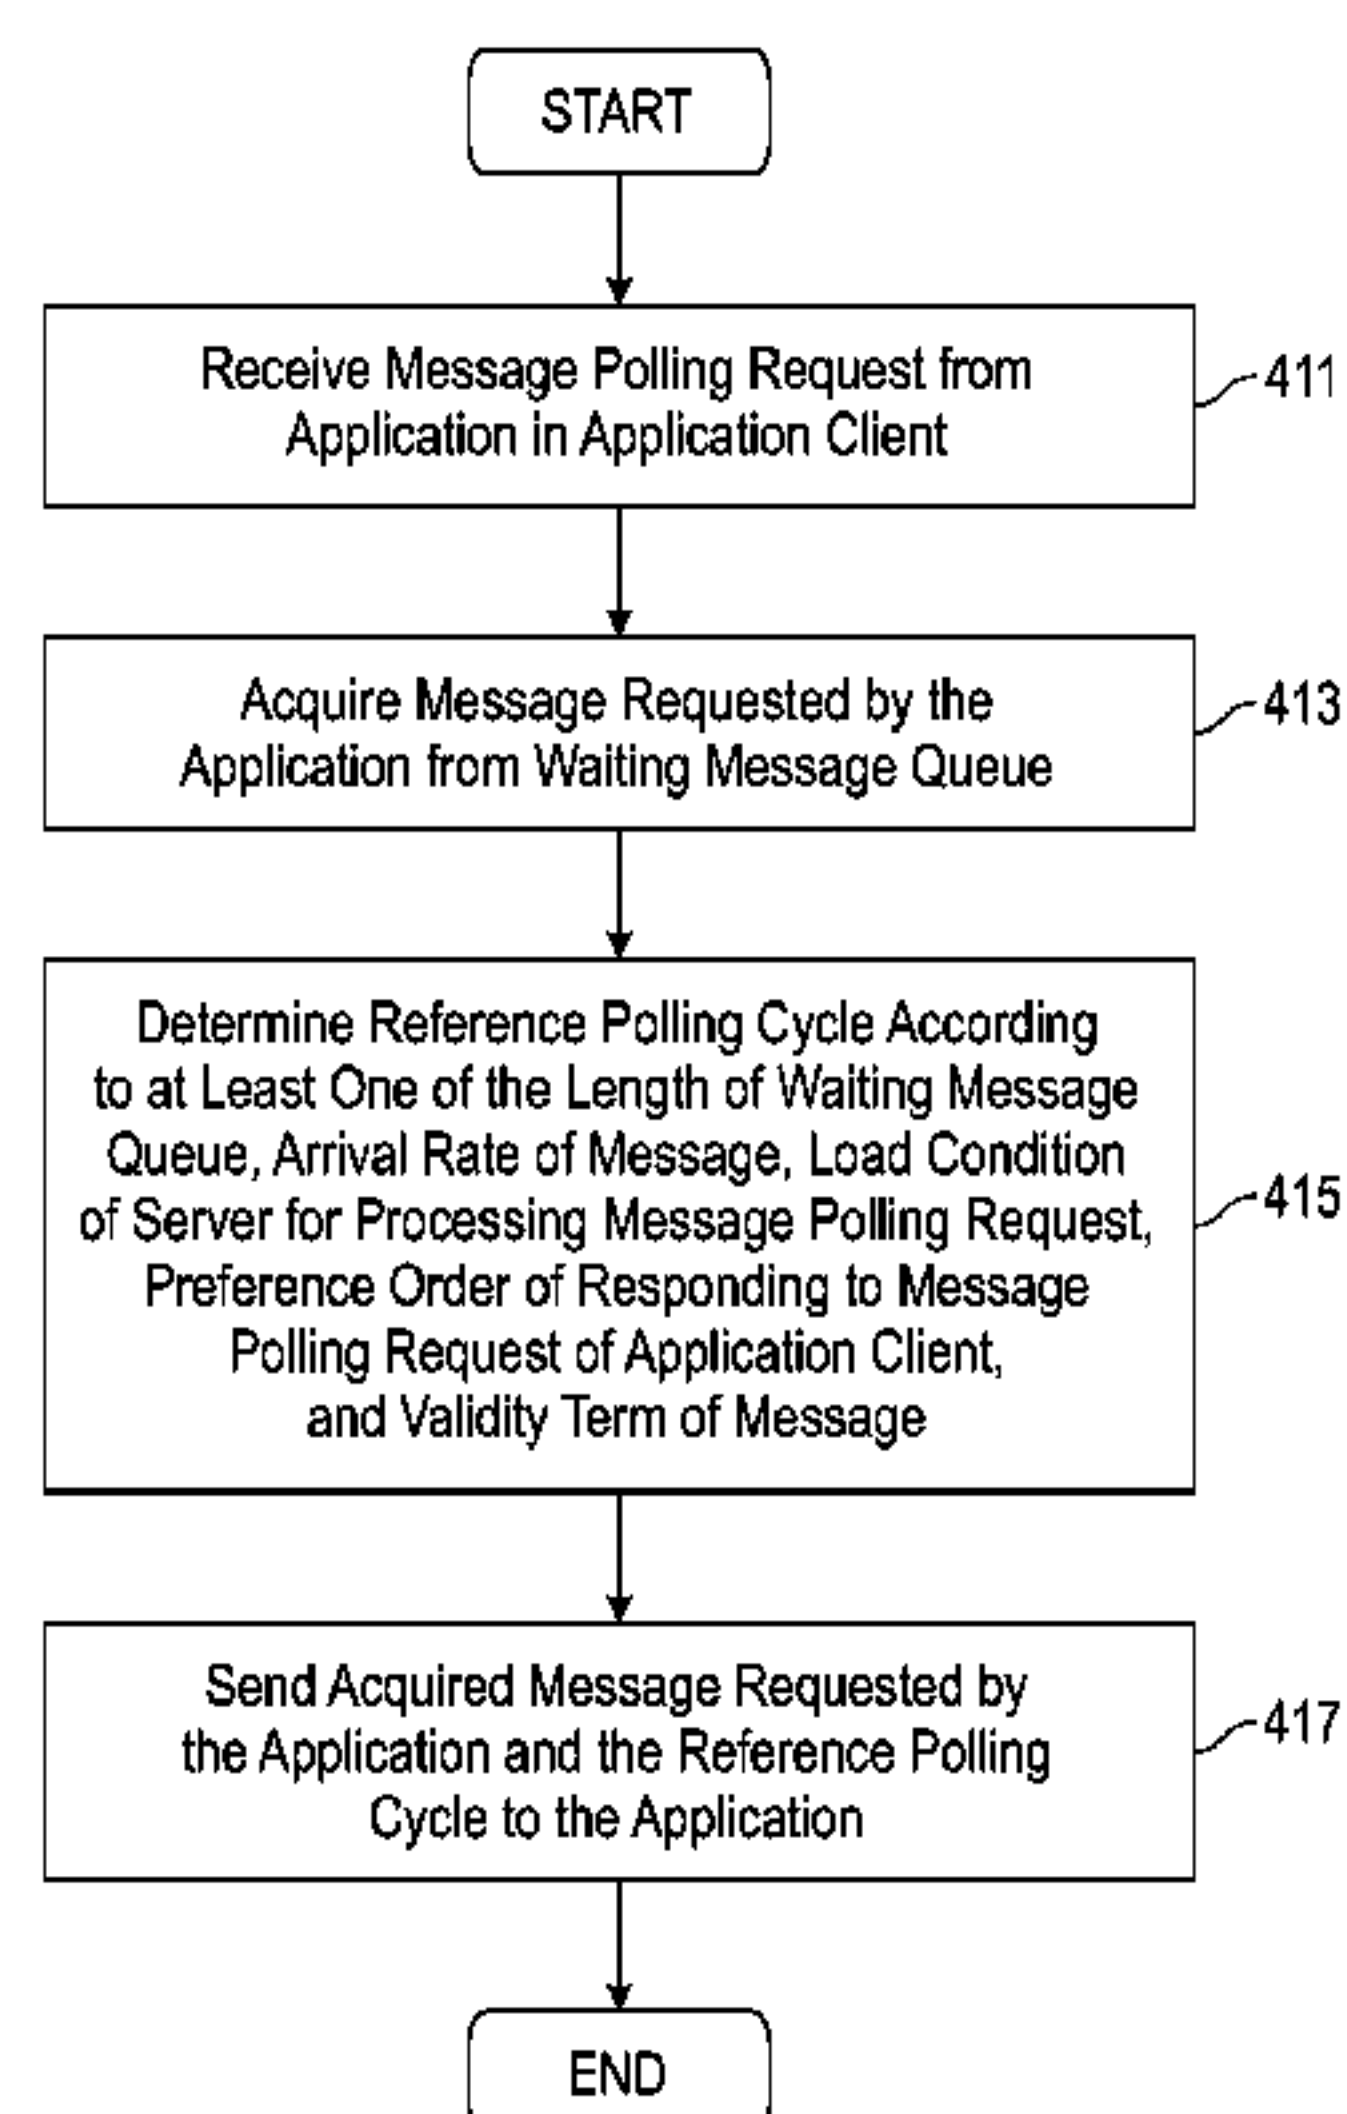 START
Receive Message Polling Request from
Application in Application Client
411
Acquire Message Requested by the
Application from Waiting Message Queue
413
Determine Reference Polling Cycle According
to at Least One of the Length of Waiting Message
Queue, Arrival Rate of Message, Load Condition
of Server for Processing Message Polling Request,
Preference Order of Responding to Message
Polling Request of Application Client,
and Validity Term of Message
415
Send Acquired Message Requested by
the Application and the Reference Polling
Cycle to the Application
417
END